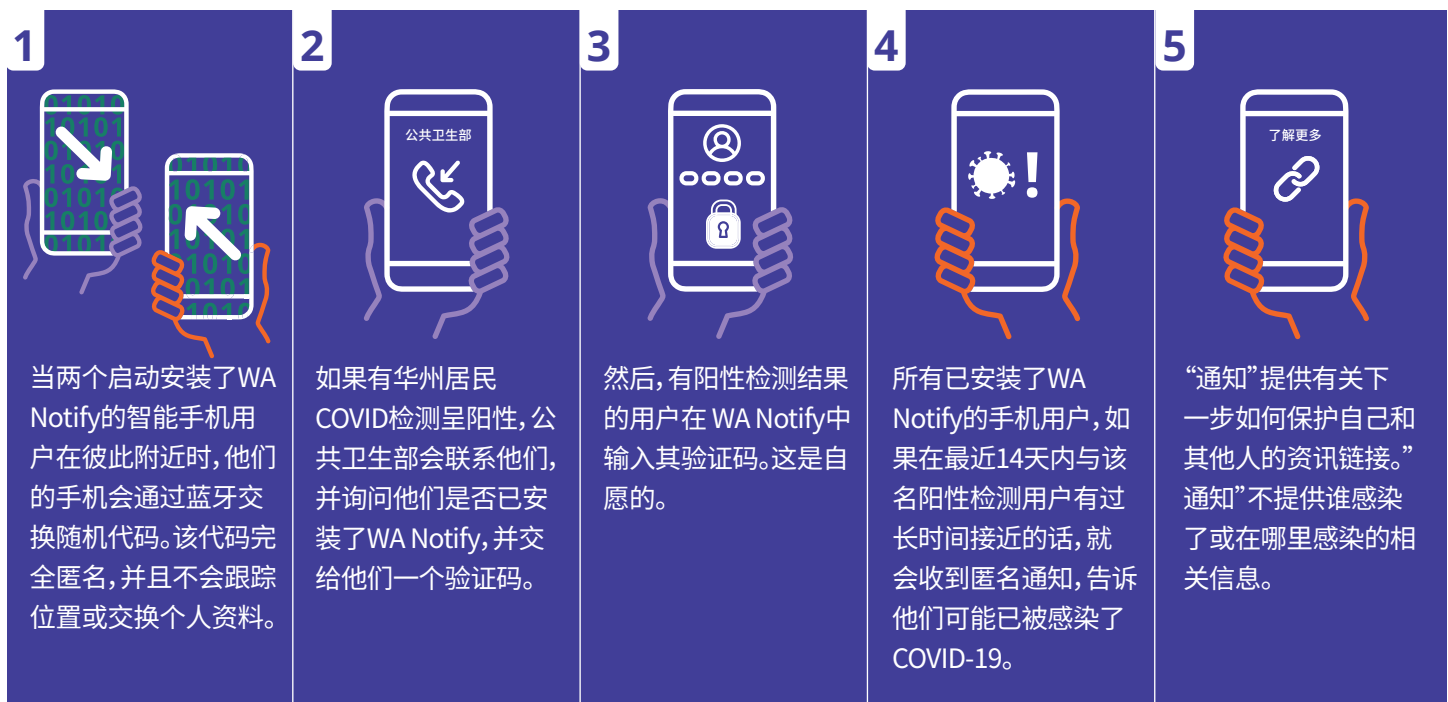 1
2
3
4
5
公共卫生部
了解更多
当两个启动安装了WA
Notify的智能手机用
户在彼此附近时,他们
的手机会通过蓝牙交
换随机代码。该代码完
全匿名,并且不会跟踪
位置或交换个人资料。
如果有华州居民
COVID检测呈阳性,公
共卫生部会联系他们,
并询问他们是否已安
装了WA Notify,并交
给他们一个验证码。
然后,有阳性检测结果
的用户在 WA Notify中
输入其验证码。这是自
愿的。
所有已安装了WA
Notify的手机用户,如
果在最近14天内与该
名阳性检测用户有过
长时间接近的话,就
会收到匿名通知,告诉
他们可能已被感染了
COVID-19。
“通知”提供有关下
一步如何保护自己和
其他人的资讯链接。”
通知”不提供谁感染
了或在哪里感染的相
关信息。